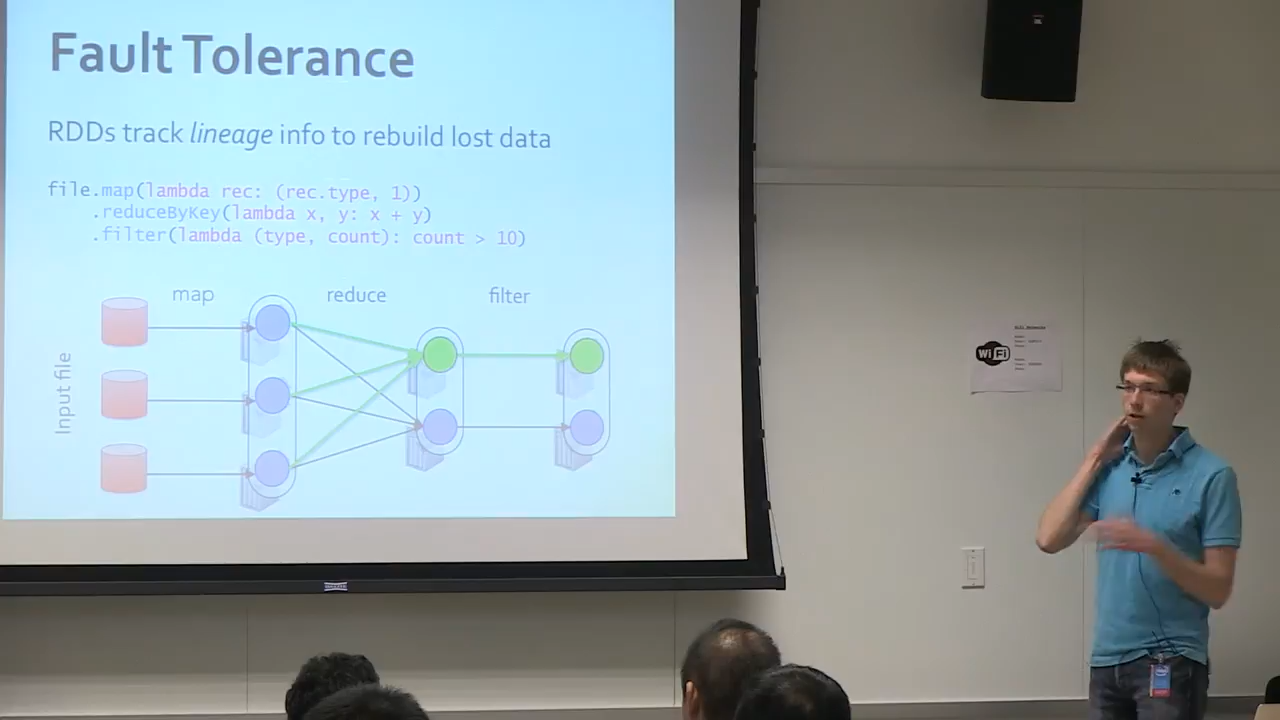 Fault Tolerance
RDDs track lineage info to rebuild lost data
file.map(lambda rec: (rec.type, 1))
.reduceByKey(lambda x, y: x + y)
.filter(lambda (type, count): count > 10)
map
reduce
filter
Input file
WiFi